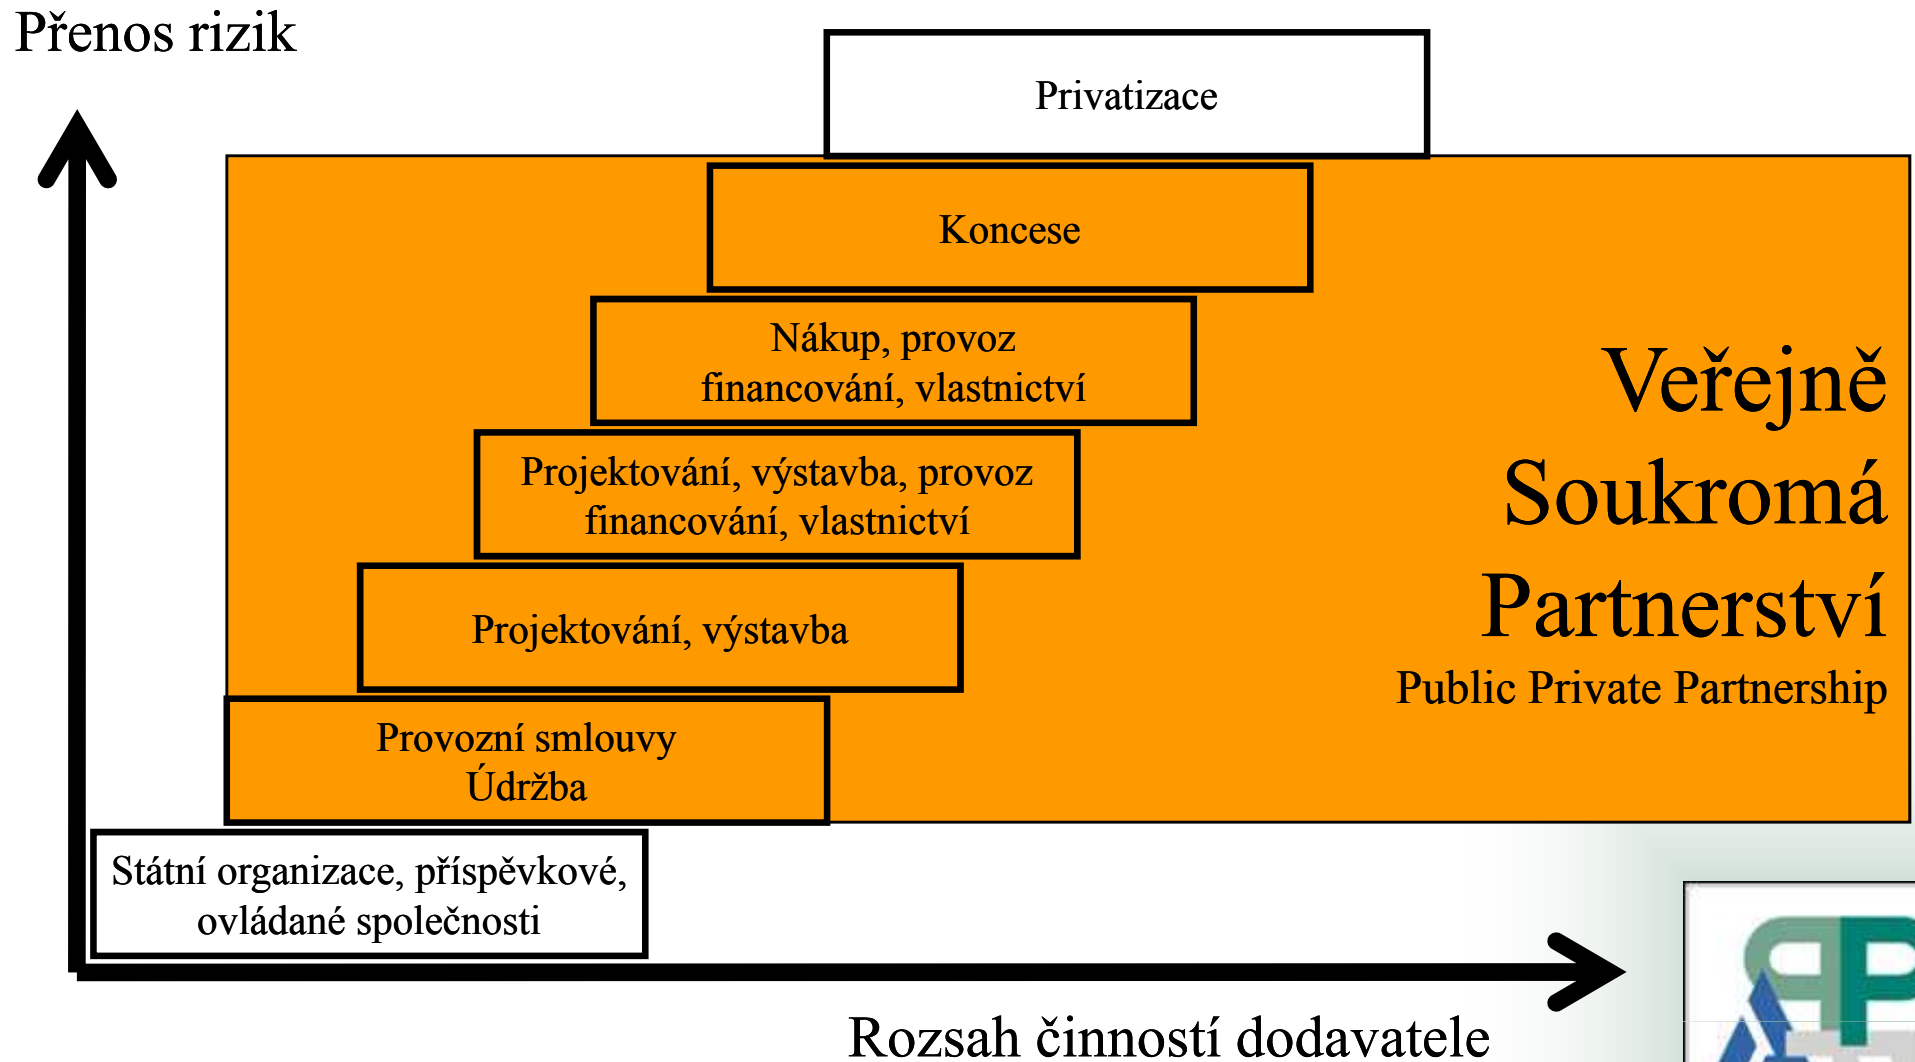 Přenos rizik
Privatizace
Koncese
Nákup, provoz
financování, vlastnictví
Projektování, výstavba, provoz
financování, vlastnictví
Projektování, výstavba
Provozní smlouvy
Údržba
Státní organizace, příspěvkové,
ovládané společnosti
Veřejně
Soukromá
Partnerství
Public Private Partnership
Rozsah činností dodavatele